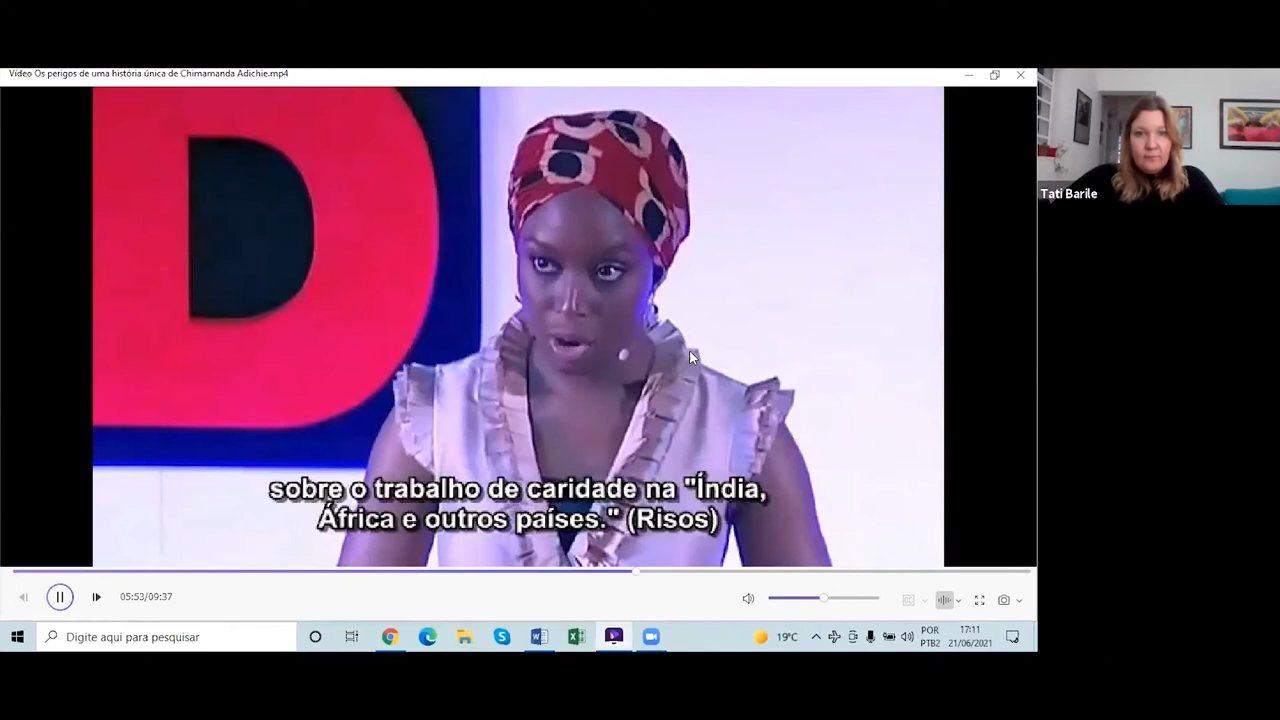 Vídeo Os perigos de uma história única de Chimamanda Adichie.mp4
D
Tati Barile
sobre o trabalho de caridade na "Índia,
África e outros países." (Risos)
05:53/09:37
CC
Digite aqui para pesquisar
19°C
POR
PTB2
17:11
21/06/2021